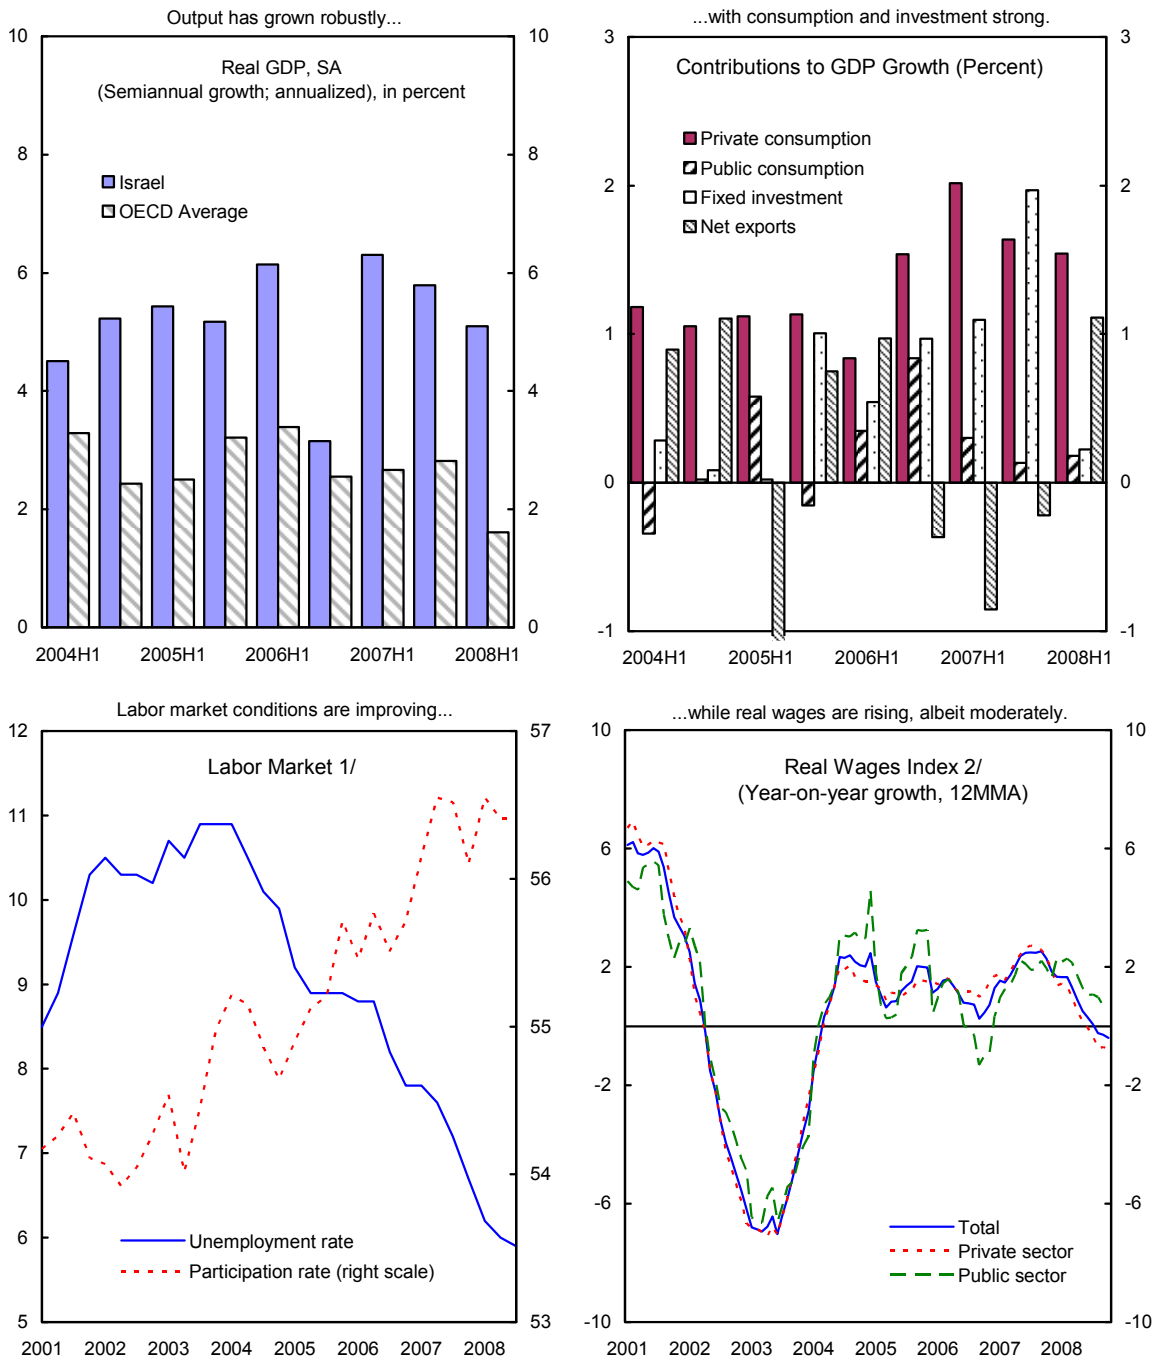 Output has grown robustly...
10
8
6
4
2
0
10
8
6
4
2
0
Real GDP, SA
(Semiannual growth; annualized), in percent
Israel
OECD Average
2004H1 2005H1 2006H1 2007H1 2008H1
...with consumption and investment strong.
3
2
1
0
-1
3
2
1
0
-1
Contributions to GDP Growth (Percent)
Private consumption
Public consumption
Fixed investment
Net exports
2004H1 2005H1 2006H1 2007H1 2008H1
Labor market conditions are improving...
12
11
10
9
8
7
6
5
57
56
55
54
53
Labor Market 1/
Unemployment rate
Participation rate (right scale)
2001 2002 2003 2004 2005 2006 2007 2008
...while real wages are rising, albeit moderately.
10
6
2
-2
-6
-10
10
6
2
-2
-6
-10
Real Wages Index 2/
(Year-on-year growth, 12MMA)
Total
Private sector
Public sector
2001 2002 2003 2004 2005 2006 2007 2008